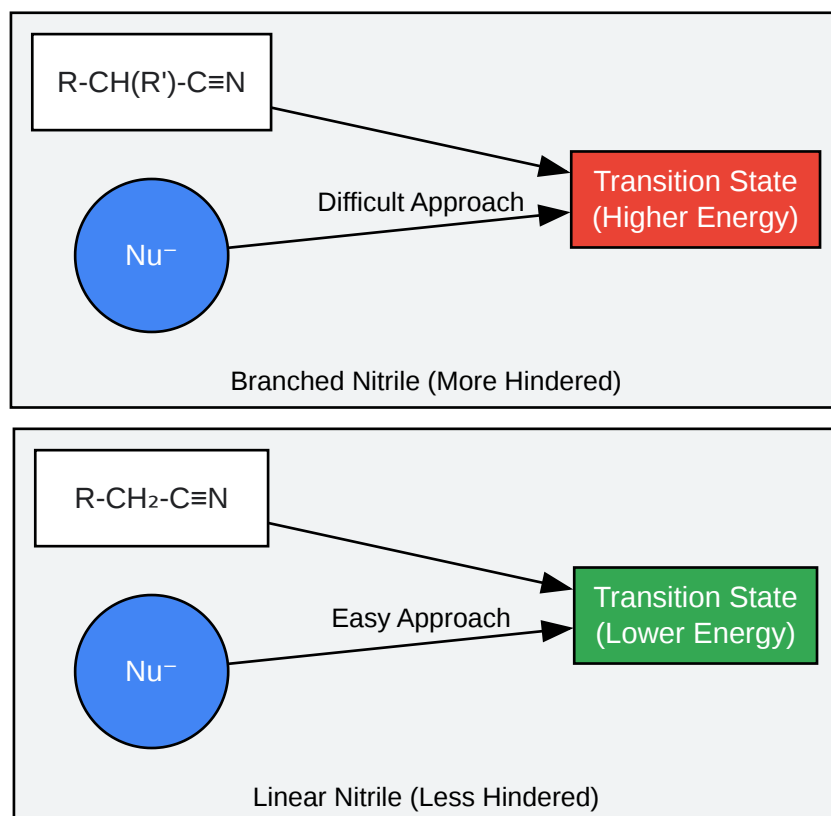 R-CH(R')-C≡N
Transition State
(Higher Energy)
Difficult Approach
Nu⁻
Branched Nitrile (More Hindered)
R-CH₂-C≡N
Transition State
(Lower Energy)
Easy Approach
Nu⁻
Linear Nitrile (Less Hindered)